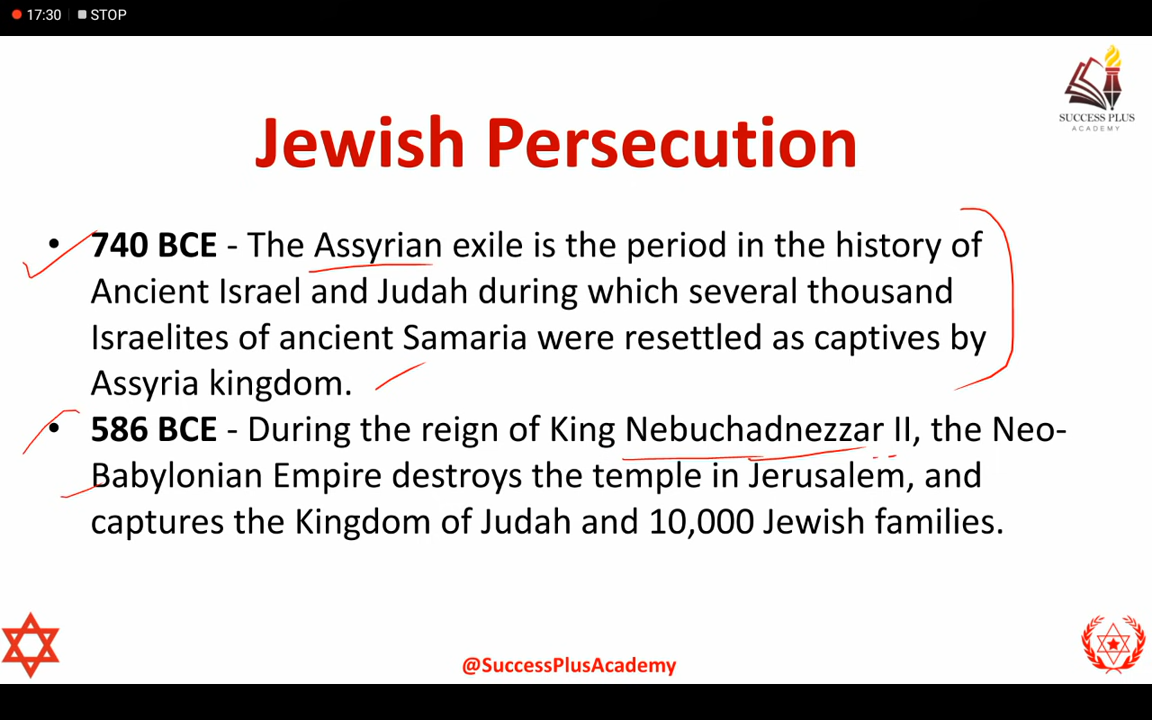 17:30 STOP
SUCCESS PLUS
ACADEMY
Jewish Persecution
• 740 BCE - The Assyrian exile is the period in the history of
Ancient Israel and Judah during which several thousand
Israelites of ancient Samaria were resettled as captives by
Assyria kingdom.
• 586 BCE - During the reign of King Nebuchadnezzar II, the Neo-
Babylonian Empire destroys the temple in Jerusalem, and
captures the Kingdom of Judah and 10,000 Jewish families.
@SuccessPlusAcademy